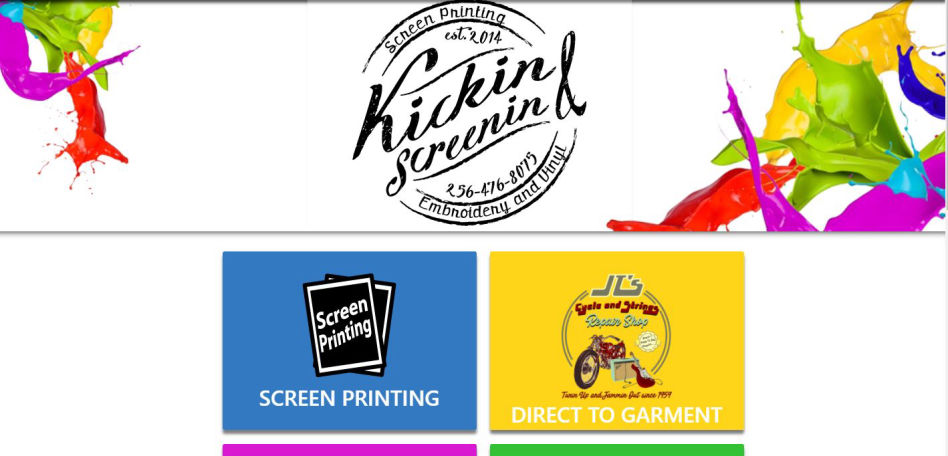 Screen Printing
est. 2014
Kickin &
Screenin
256-476-8075
Embroidery and Vinyl
Screen
Printing
SCREEN PRINTING
JT's
Cycle and Strings
Repair Shop
Tunin Up and Jammin Out since 1959
DIRECT TO GARMENT